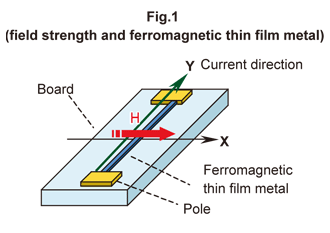 Fig.1
(field strength and ferromagnetic thin film metal)
Y Current direction
Board
H
X
Ferromagnetic
thin film metal
Pole